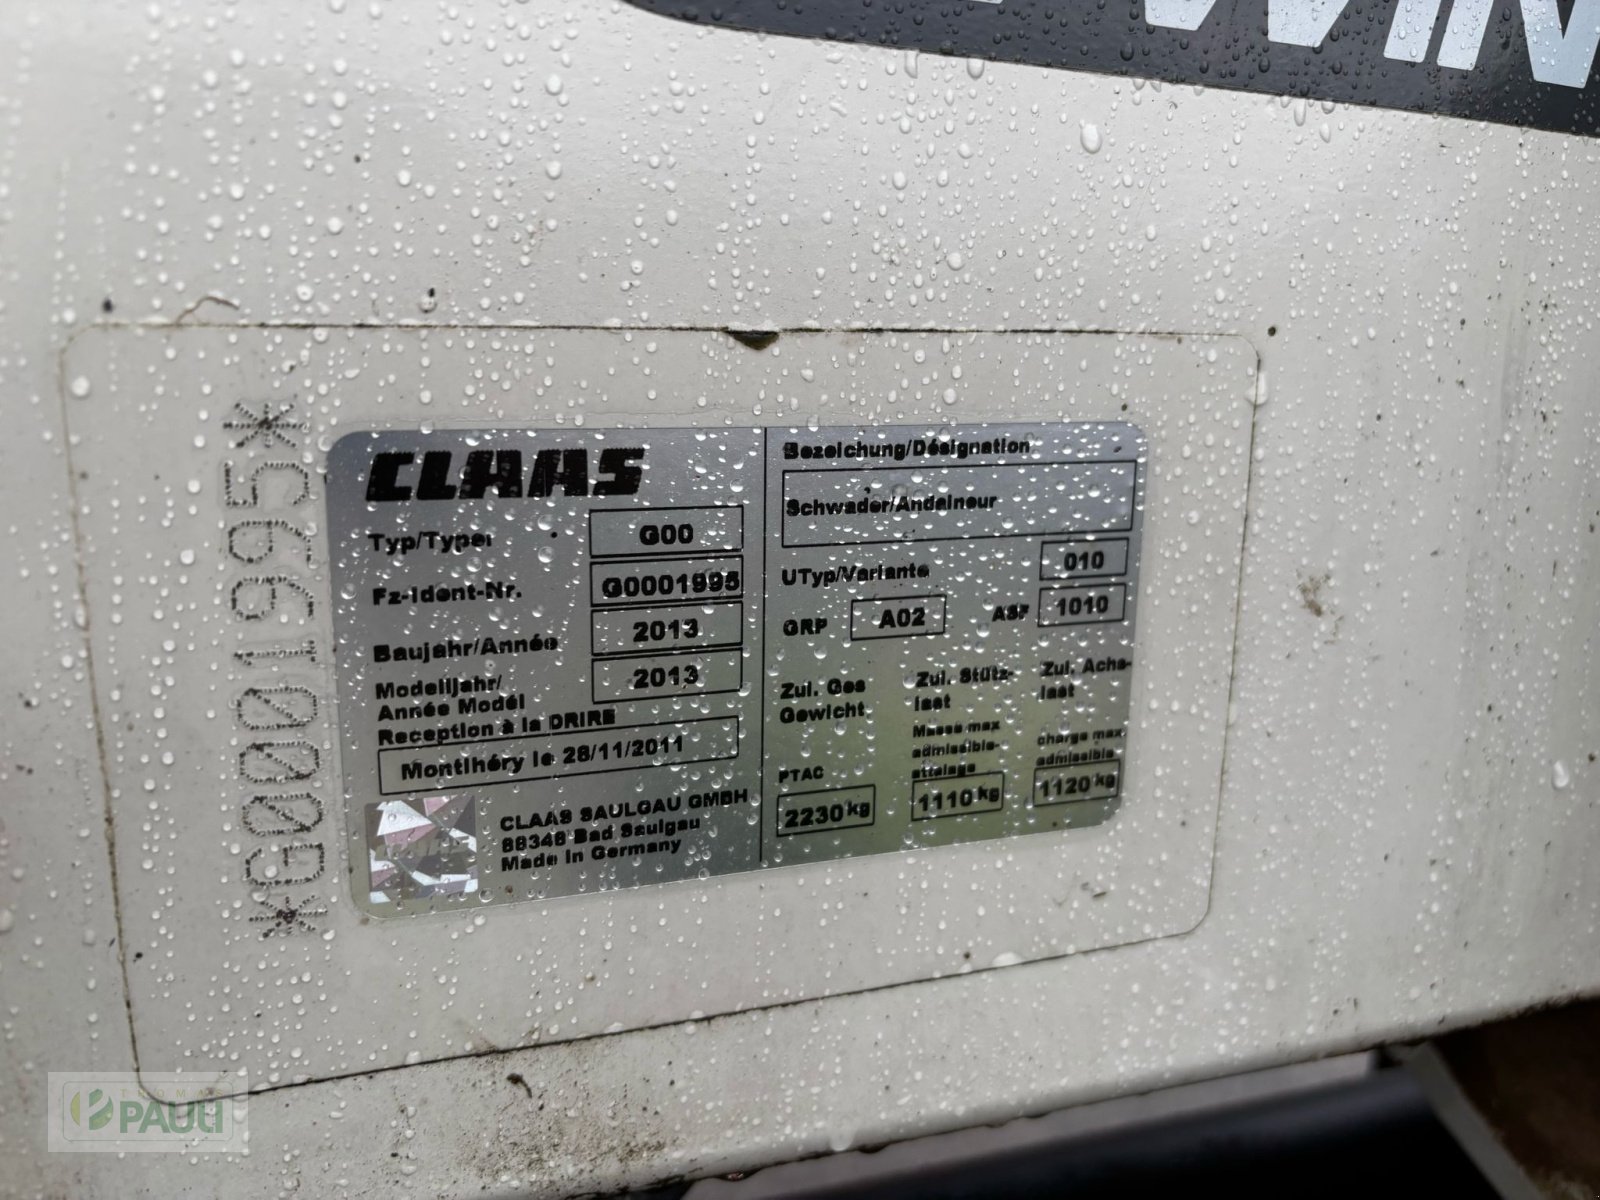 WIN
*G0001995*
CLAAS
Typ/Type:
G00
Fz-Ident-Nr.
G0001995
Baujahr/Année
2013
Modelljahr/
Année Modèl
2013
Reception à la DRIRE
Montlhéry le 28/11/2011
CLAAS SAULGAU GMBH
88348 Bad Saulgau
Made in Germany
Bezeichung/Désignation
Schwader/Andaineur
UTyp/Variante
010
GRP
A02
ASF
1010
Zul. Ges
Gewicht
PTAC
2230 kg
Zul. Stütz-
last
Masse max
admissible-
attelage
1110 kg
Zul. Achs-
last
charge max
admissible
1120 kg
THOMAS
PAULI